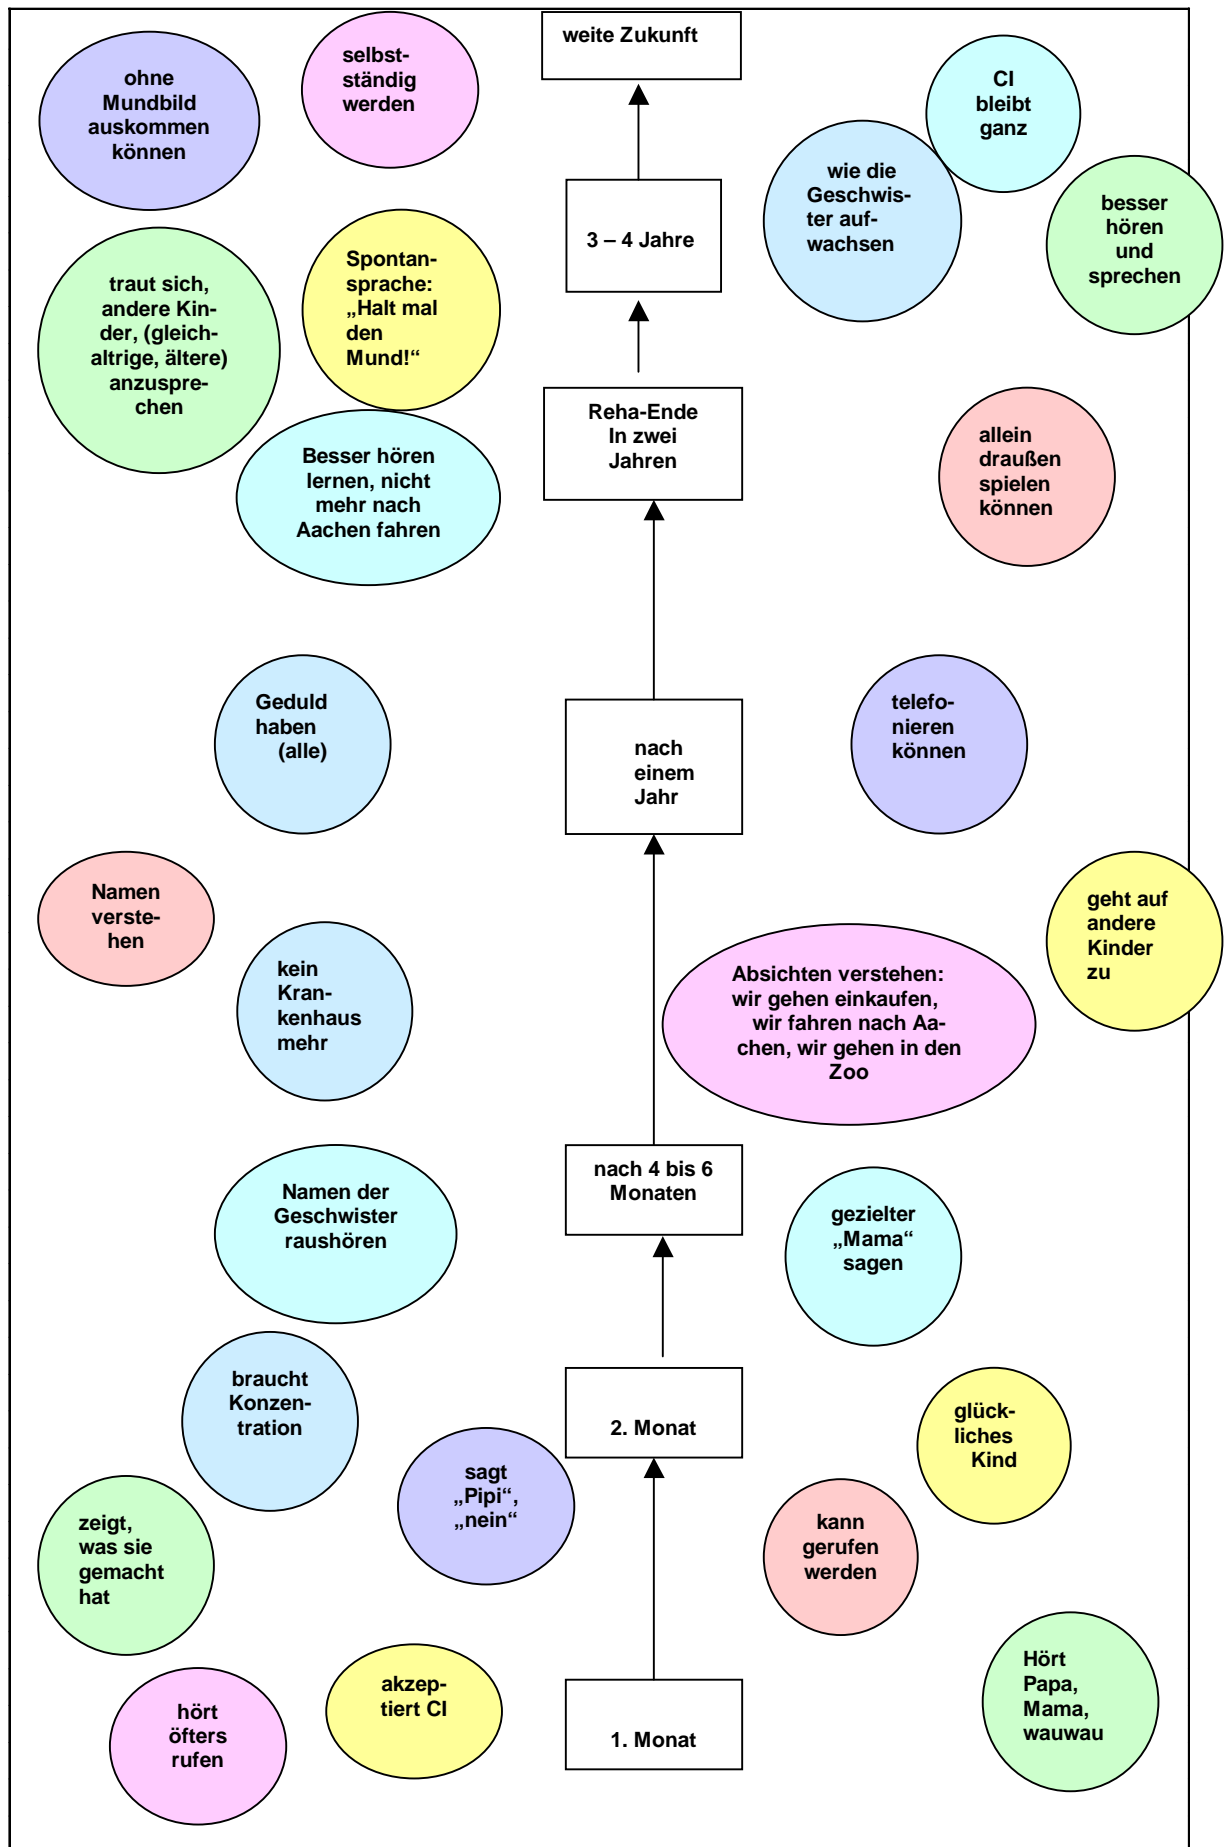 weite Zukunft
selbst-
ständig
werden
ohne
Mundbild
auskommen
können
CI
bleibt
ganz
wie die
Geschwis-
ter auf-
wachsen
besser
hören
und
sprechen
3 – 4 Jahre
Spontan-
sprache:
„Halt mal
den
Mund!“
traut sich,
andere Kin-
der, (gleich-
altrige, ältere)
anzuspre-
chen
Reha-Ende
In zwei
Jahren
allein
draußen
spielen
können
Besser hören
lernen, nicht
mehr nach
Aachen fahren
Geduld
haben
(alle)
nach
einem
Jahr
telefo-
nieren
können
Namen
verste-
hen
geht auf
andere
Kinder
zu
kein
Kran-
kenhaus
mehr
Absichten verstehen:
wir gehen einkaufen,
wir fahren nach Aa-
chen, wir gehen in den
Zoo
nach 4 bis 6
Monaten
Namen der
Geschwister
raushören
gezielter
„Mama“
sagen
braucht
Konzen-
tration
2. Monat
glück-
liches
Kind
sagt
„Pipi“,
„nein“
zeigt,
was sie
gemacht
hat
kann
gerufen
werden
Hört
Papa,
Mama,
wauwau
akzep-
tiert CI
hört
öfters
rufen
1. Monat